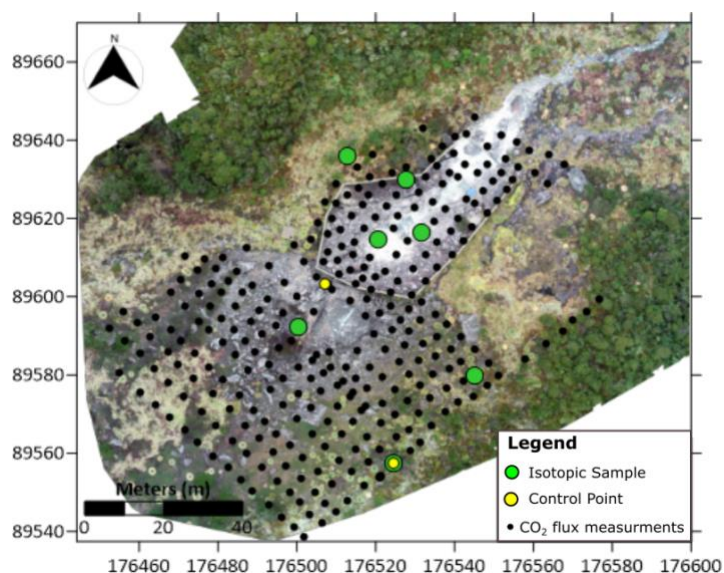 N
89660
89640
89620
89600
89580
89560
89540
Meters (m)
0 20 40
Legend
Isotopic Sample
Control Point
CO₂ flux measurments
176460 176480 176500 176520 176540 176560 176580 176600